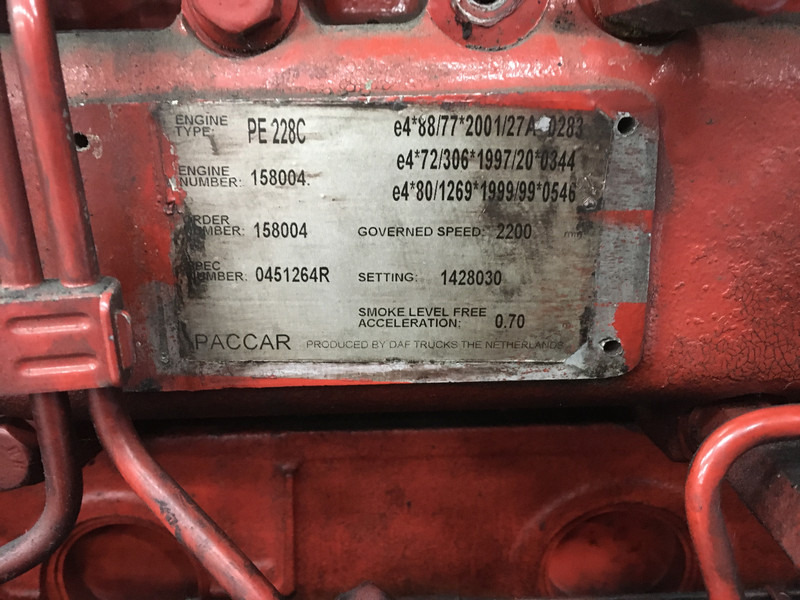 ENGINE TYPE: PE 228C
e4*88/77*2001/27A*0283
e4*72/306*1997/20*0344
ENGINE NUMBER: 158004.
e4*80/1269*1999/99*0546
ORDER NUMBER: 158004 GOVERNED SPEED: 2200
SPEC NUMBER: 0451264R SETTING: 1428030
SMOKE LEVEL FREE
ACCELERATION: 0.70
PACCAR PRODUCED BY DAF TRUCKS THE NETHERLANDS